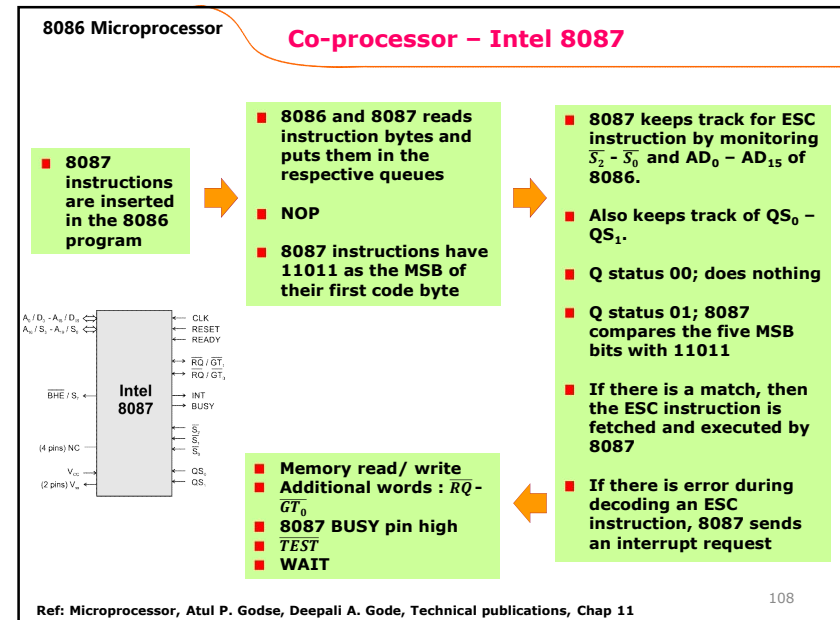 8086 Microprocessor
Co-processor – Intel 8087
■ 8087
instructions
are inserted
in the 8086
program
■ 8086 and 8087 reads
instruction bytes and
puts them in the
respective queues
■ NOP
■ 8087 instructions have
11011 as the MSB of
their first code byte
■ 8087 keeps track for ESC
instruction by monitoring
S̅₂̅ - S̅₀̅ and AD₀ – AD₁₅ of
8086.
■ Also keeps track of QS₀ –
QS₁.
■ Q status 00; does nothing
■ Q status 01; 8087
compares the five MSB
bits with 11011
■ If there is a match, then
the ESC instruction is
fetched and executed by
8087
■ If there is error during
decoding an ESC
instruction, 8087 sends
an interrupt request
CLK
RESET
READY
R̅Q̅ / G̅T̅
R̅Q̅ / G̅T̅
Intel
8087
B̅H̅E̅ / S₇
INT
BUSY
(4 pins) NC
(2 pins)
QS
QS
■ Memory read/ write
■ Additional words : R̅Q̅ -
G̅T̅₀̅
■ 8087 BUSY pin high
■ T̅E̅S̅T̅
■ WAIT
Ref: Microprocessor, Atul P. Godse, Deepali A. Gode, Technical publications, Chap 11
108